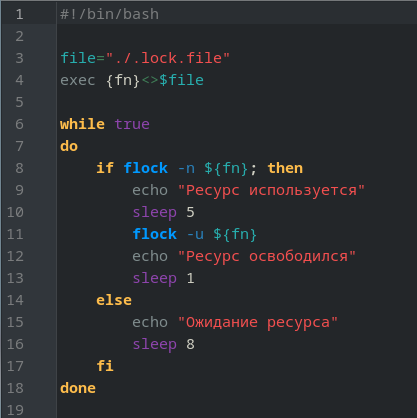 1 #!/bin/bash
2
3 file="./.lock.file"
4 exec {fn}<>$file
5
6 while true
7 do
8     if flock -n ${fn}; then
9         echo "Ресурс используется"
10         sleep 5
11         flock -u ${fn}
12         echo "Ресурс освободился"
13         sleep 1
14     else
15         echo "Ожидание ресурса"
16         sleep 8
17     fi
18 done
19